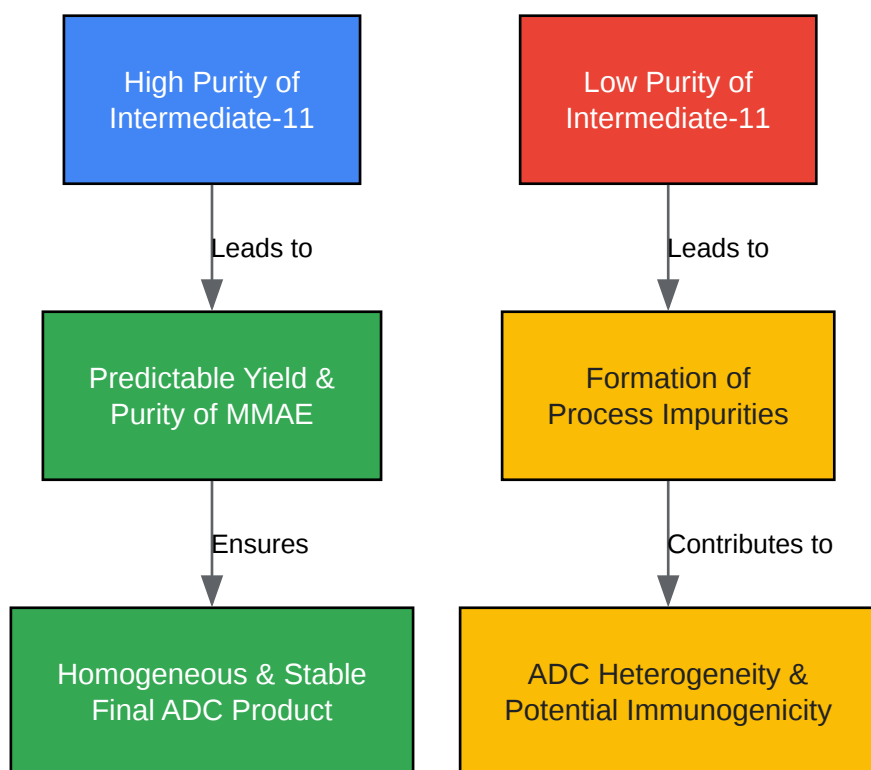 High Purity of
Intermediate-11
Leads to
Predictable Yield &
Purity of MMAE
Ensures
Homogeneous & Stable
Final ADC Product
Low Purity of
Intermediate-11
Leads to
Formation of
Process Impurities
Contributes to
ADC Heterogeneity &
Potential Immunogenicity